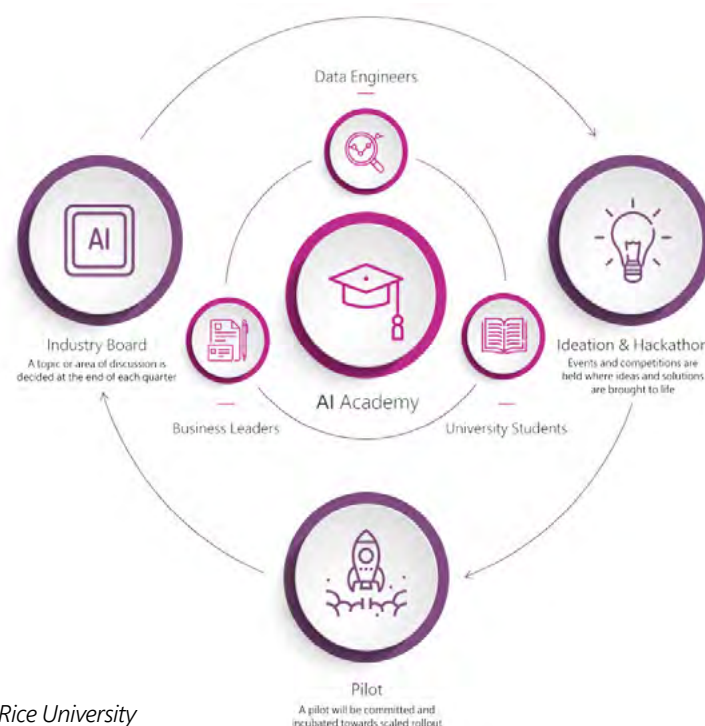 Data Engineers
AI
Industry Board
A topic or area of discussion is
decided at the end of each quarter
Ideation & Hackathon
Events and competitions are
held where ideas and solutions
are brought to life
AI Academy
Business Leaders
University Students
Pilot
A pilot will be committed and
incubated towards scaled rollout
Rice University